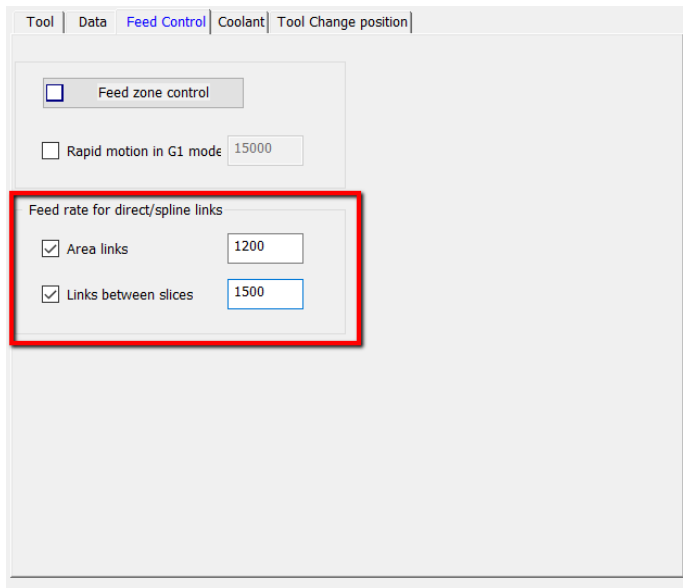 Tool Data Feed Control Coolant Tool Change position
Feed zone control
Rapid motion in G1 mode 15000
Feed rate for direct/spline links
Area links 1200
Links between slices 1500